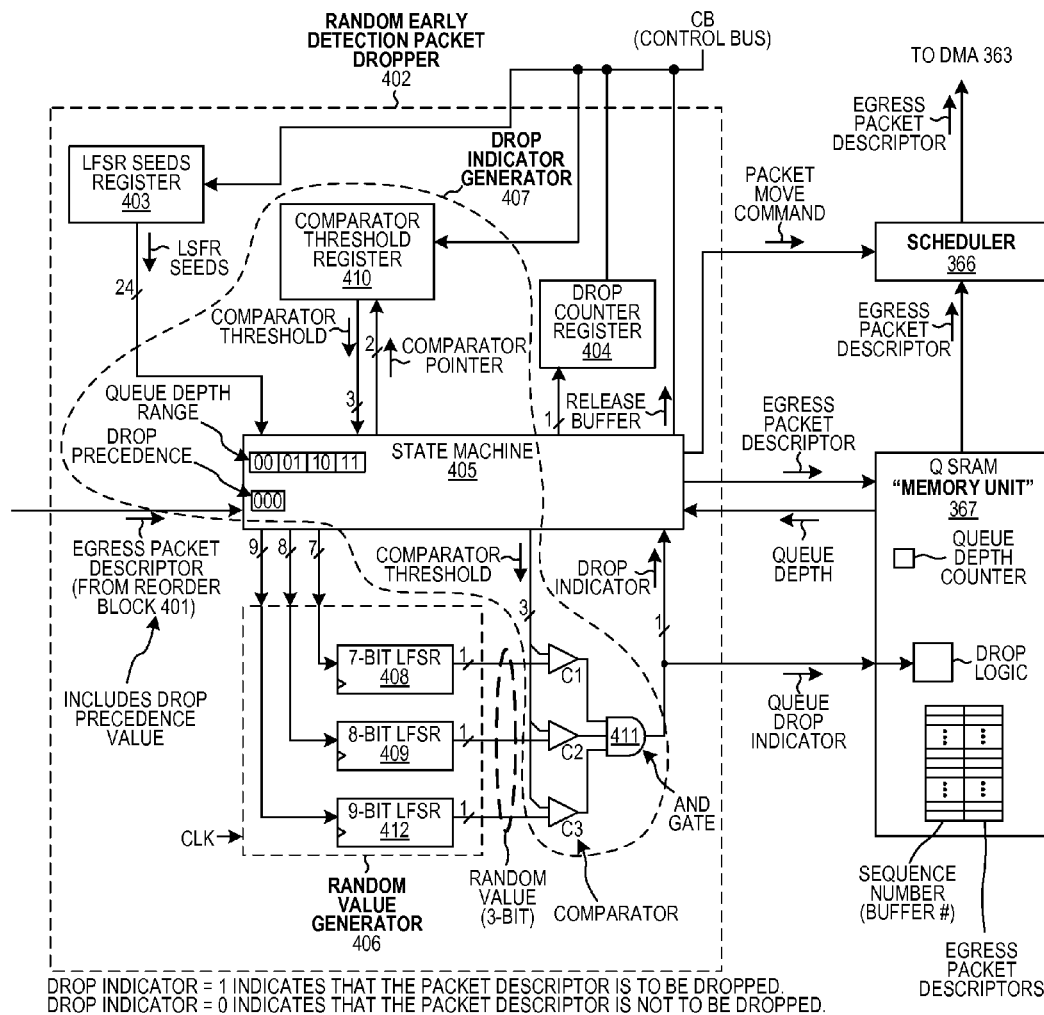 RANDOM EARLY
DETECTION PACKET
DROPPER
402
CB
(CONTROL BUS)
TO DMA 363
EGRESS
PACKET
DESCRIPTOR
LFSR SEEDS
REGISTER
403
DROP
INDICATOR
GENERATOR
407
LSFR
SEEDS
24
COMPARATOR
THRESHOLD
REGISTER
410
PACKET
MOVE
COMMAND
SCHEDULER
366
DROP
COUNTER
REGISTER
404
COMPARATOR
THRESHOLD
2
COMPARATOR
POINTER
3
EGRESS
PACKET
DESCRIPTOR
1
RELEASE
BUFFER
QUEUE DEPTH
RANGE
DROP
PRECEDENCE
00 01 10 11
000
STATE MACHINE
405
EGRESS
PACKET
DESCRIPTOR
Q SRAM
"MEMORY UNIT"
367
QUEUE
DEPTH
COUNTER
QUEUE
DEPTH
EGRESS PACKET
DESCRIPTOR
(FROM REORDER
BLOCK 401)
9
8
7
COMPARATOR
THRESHOLD
3
DROP
INDICATOR
1
INCLUDES DROP
PRECEDENCE
VALUE
7-BIT LFSR
408
1
C1
8-BIT LFSR
409
1
C2
9-BIT LFSR
412
1
C3
411
AND
GATE
DROP
LOGIC
QUEUE
DROP
INDICATOR
CLK
RANDOM
VALUE
GENERATOR
406
RANDOM
VALUE
(3-BIT)
COMPARATOR
SEQUENCE
NUMBER
(BUFFER #)
EGRESS
PACKET
DESCRIPTORS
DROP INDICATOR = 1 INDICATES THAT THE PACKET DESCRIPTOR IS TO BE DROPPED.
DROP INDICATOR = 0 INDICATES THAT THE PACKET DESCRIPTOR IS NOT TO BE DROPPED.